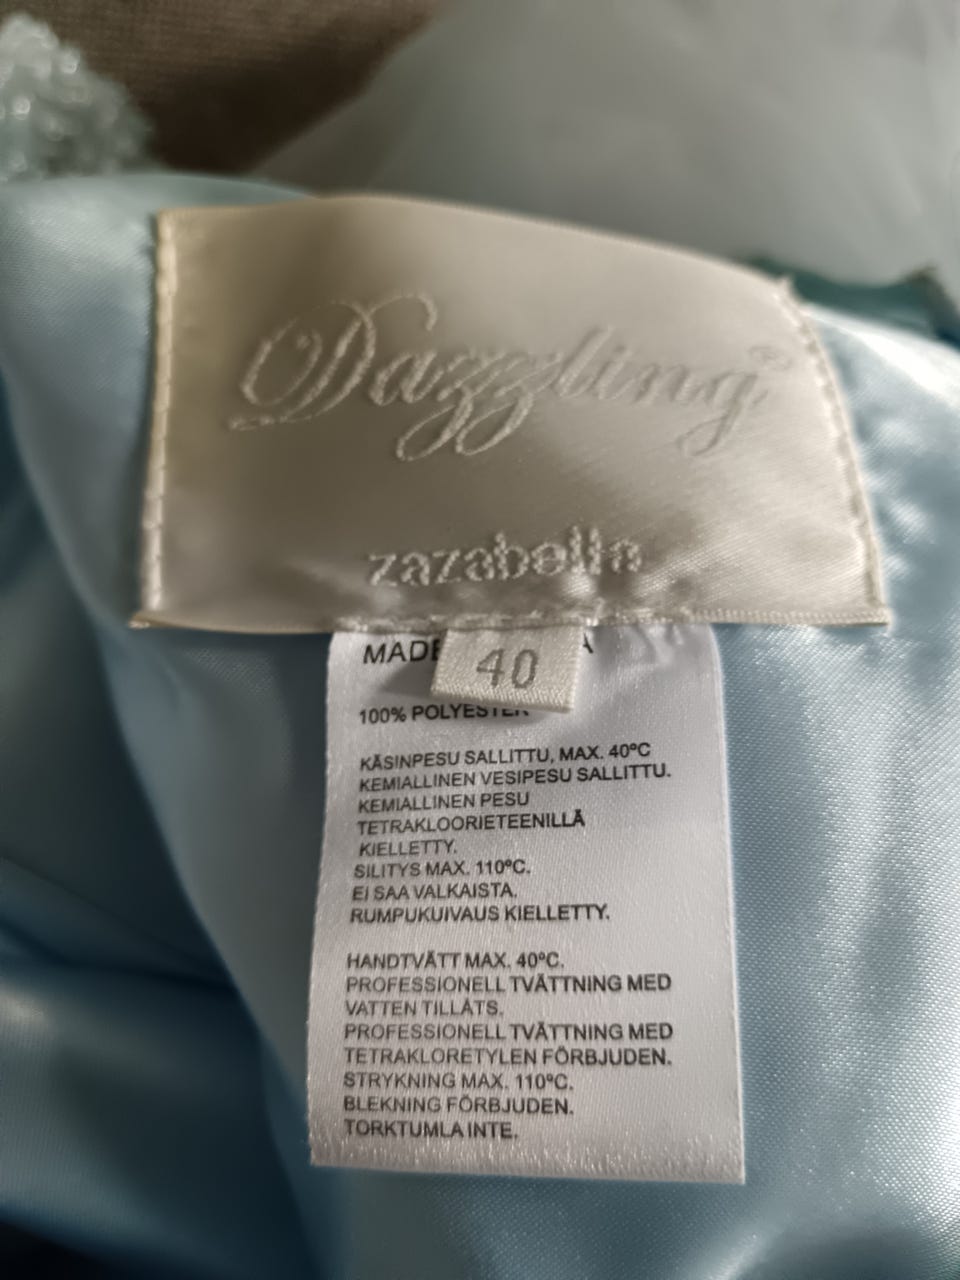 Dazzling®
zazabella
40
MADE
100% POLYESTER
KÄSINPESU SALLITTU, MAX. 40°C
KEMIALLINEN VESIPESU SALLITTU.
KEMIALLINEN PESU
TETRAKLOORIETEENILLÄ
KIELLETTY.
SILITYS MAX. 110°C.
EI SAA VALKAISTA.
RUMPUKUIVAUS KIELLETTY.
HANDTVÄTT MAX. 40°C.
PROFESSIONELL TVÄTTNING MED
VATTEN TILLÅTS.
PROFESSIONELL TVÄTTNING MED
TETRAKLORETYLEN FÖRBJUDEN.
STRYKNING MAX. 110°C.
BLEKNING FÖRBJUDEN.
TORKTUMLA INTE.